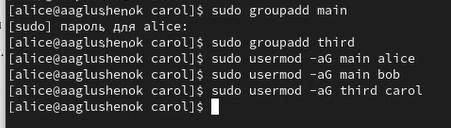 [alice@aaglushenok carol]$ sudo groupadd main
[sudo] пароль для alice:
[alice@aaglushenok carol]$ sudo groupadd third
[alice@aaglushenok carol]$ sudo usermod -aG main alice
[alice@aaglushenok carol]$ sudo usermod -aG main bob
[alice@aaglushenok carol]$ sudo usermod -aG third carol
[alice@aaglushenok carol]$